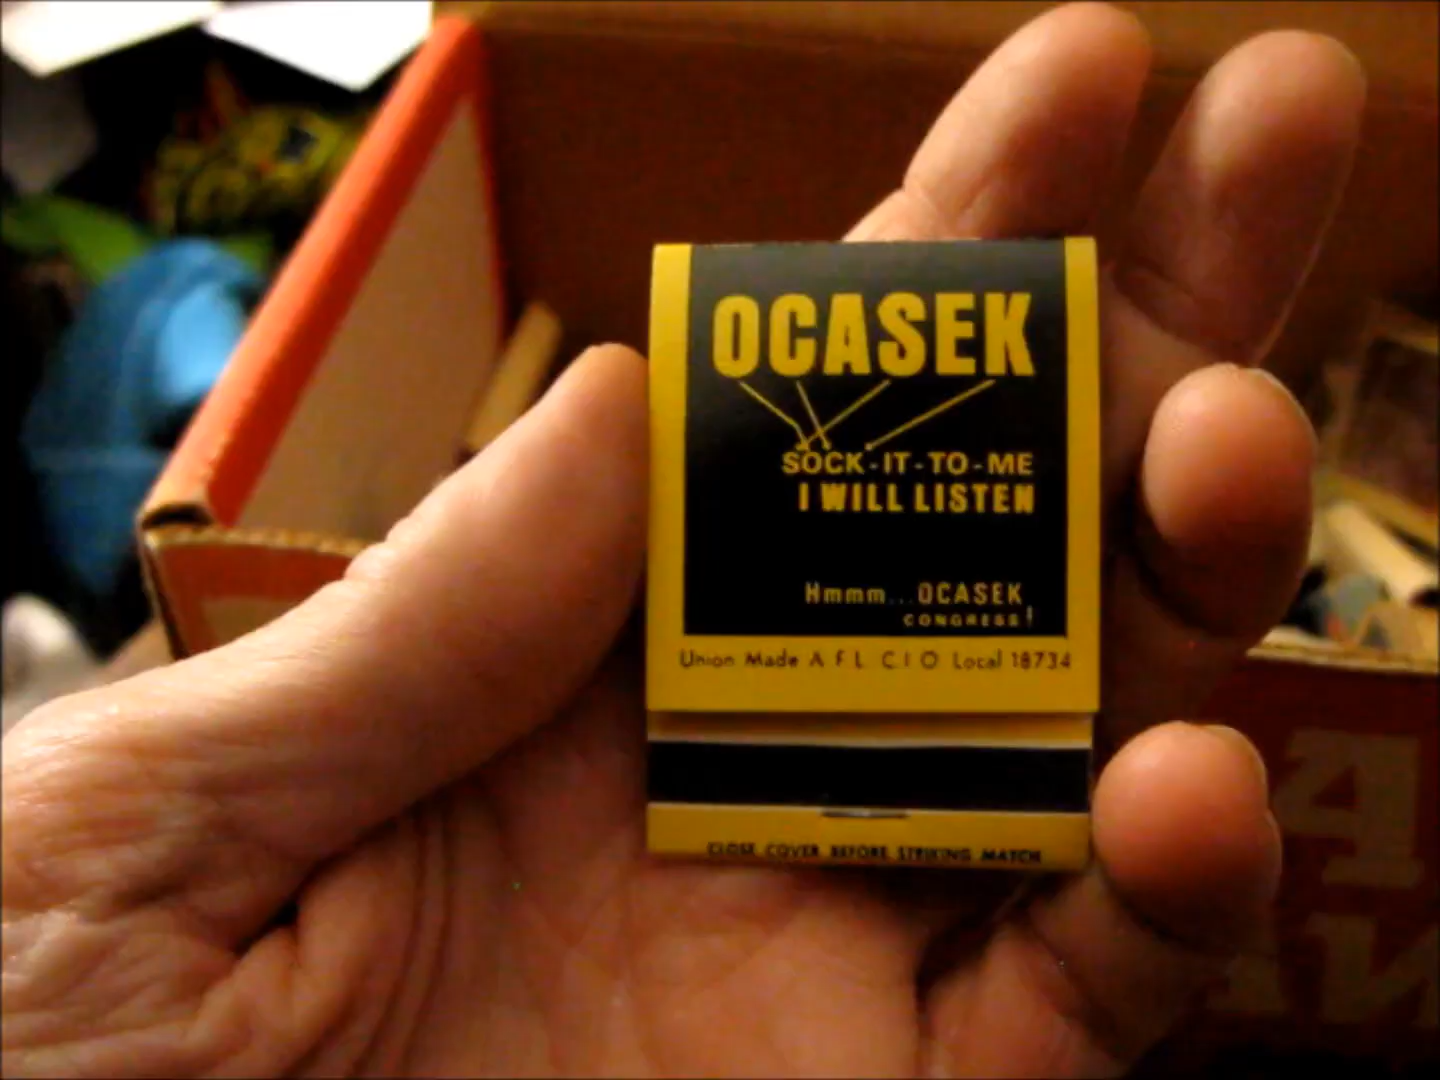 OCASEK
SOCK-IT-TO-ME
I WILL LISTEN
Hmmm...OCASEK
CONGRESS!
Union Made A F L C I O Local 18734
CLOSE COVER BEFORE STRIKING MATCH